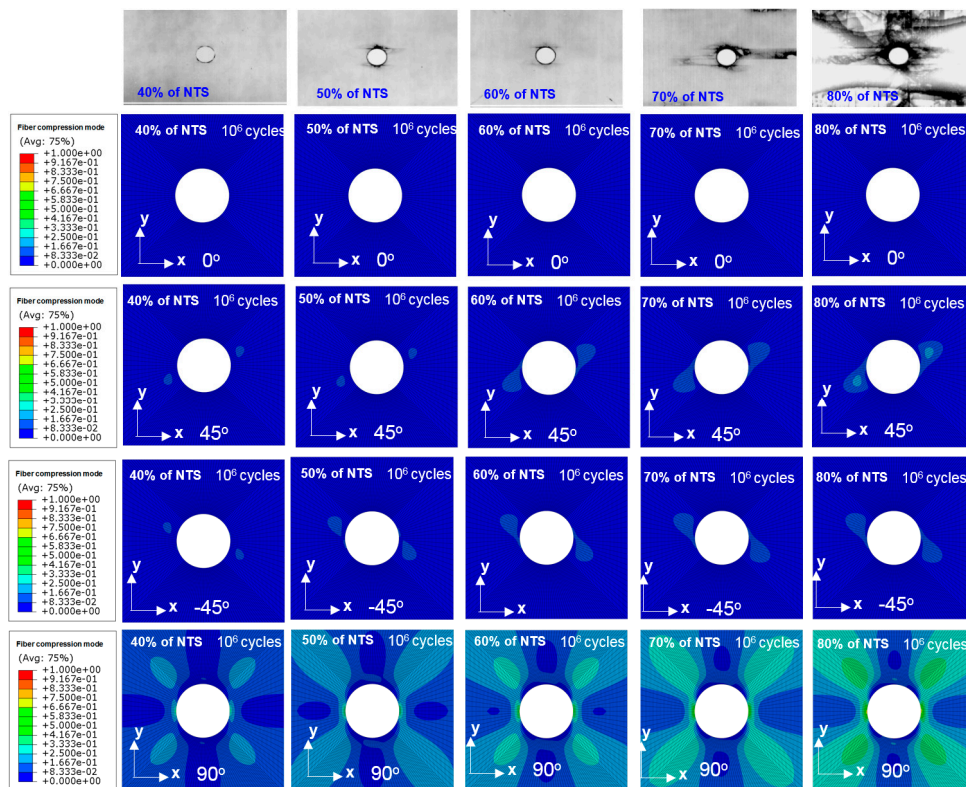 40% of NTS
50% of NTS
60% of NTS
70% of NTS
80% of NTS
Fiber compression mode
(Avg: 75%)
+1.000e+00
+9.167e-01
+8.333e-01
+7.500e-01
+6.667e-01
+5.833e-01
+5.000e-01
+4.167e-01
+3.333e-01
+2.500e-01
+1.667e-01
+8.333e-02
+0.000e+00
40% of NTS 10⁶ cycles
y
x 0°
50% of NTS 10⁶ cycles
y
x 0°
60% of NTS 10⁶ cycles
y
x 0°
70% of NTS 10⁶ cycles
y
x 0°
80% of NTS 10⁶ cycles
y
x 0°
Fiber compression mode
(Avg: 75%)
+1.000e+00
+9.167e-01
+8.333e-01
+7.500e-01
+6.667e-01
+5.833e-01
+5.000e-01
+4.167e-01
+3.333e-01
+2.500e-01
+1.667e-01
+8.333e-02
+0.000e+00
40% of NTS 10⁶ cycles
y
x 45°
50% of NTS 10⁶ cycles
y
x 45°
60% of NTS 10⁶ cycles
y
x 45°
70% of NTS 10⁶ cycles
y
x 45°
80% of NTS 10⁶ cycles
y
x 45°
Fiber compression mode
(Avg: 75%)
+1.000e+00
+9.167e-01
+8.333e-01
+7.500e-01
+6.667e-01
+5.833e-01
+5.000e-01
+4.167e-01
+3.333e-01
+2.500e-01
+1.667e-01
+8.333e-02
+0.000e+00
40% of NTS 10⁶ cycles
y
x -45°
50% of NTS 10⁶ cycles
y
x -45°
60% of NTS 10⁶ cycles
y
x -45°
70% of NTS 10⁶ cycles
y
x -45°
80% of NTS 10⁶ cycles
y
x -45°
Fiber compression mode
(Avg: 75%)
+1.000e+00
+9.167e-01
+8.333e-01
+7.500e-01
+6.667e-01
+5.833e-01
+5.000e-01
+4.167e-01
+3.333e-01
+2.500e-01
+1.667e-01
+8.333e-02
+0.000e+00
40% of NTS 10⁶ cycles
y
x 90°
50% of NTS 10⁶ cycles
y
x 90°
60% of NTS 10⁶ cycles
y
x 90°
70% of NTS 10⁶ cycles
y
x 90°
80% of NTS 10⁶ cycles
y
x 90°